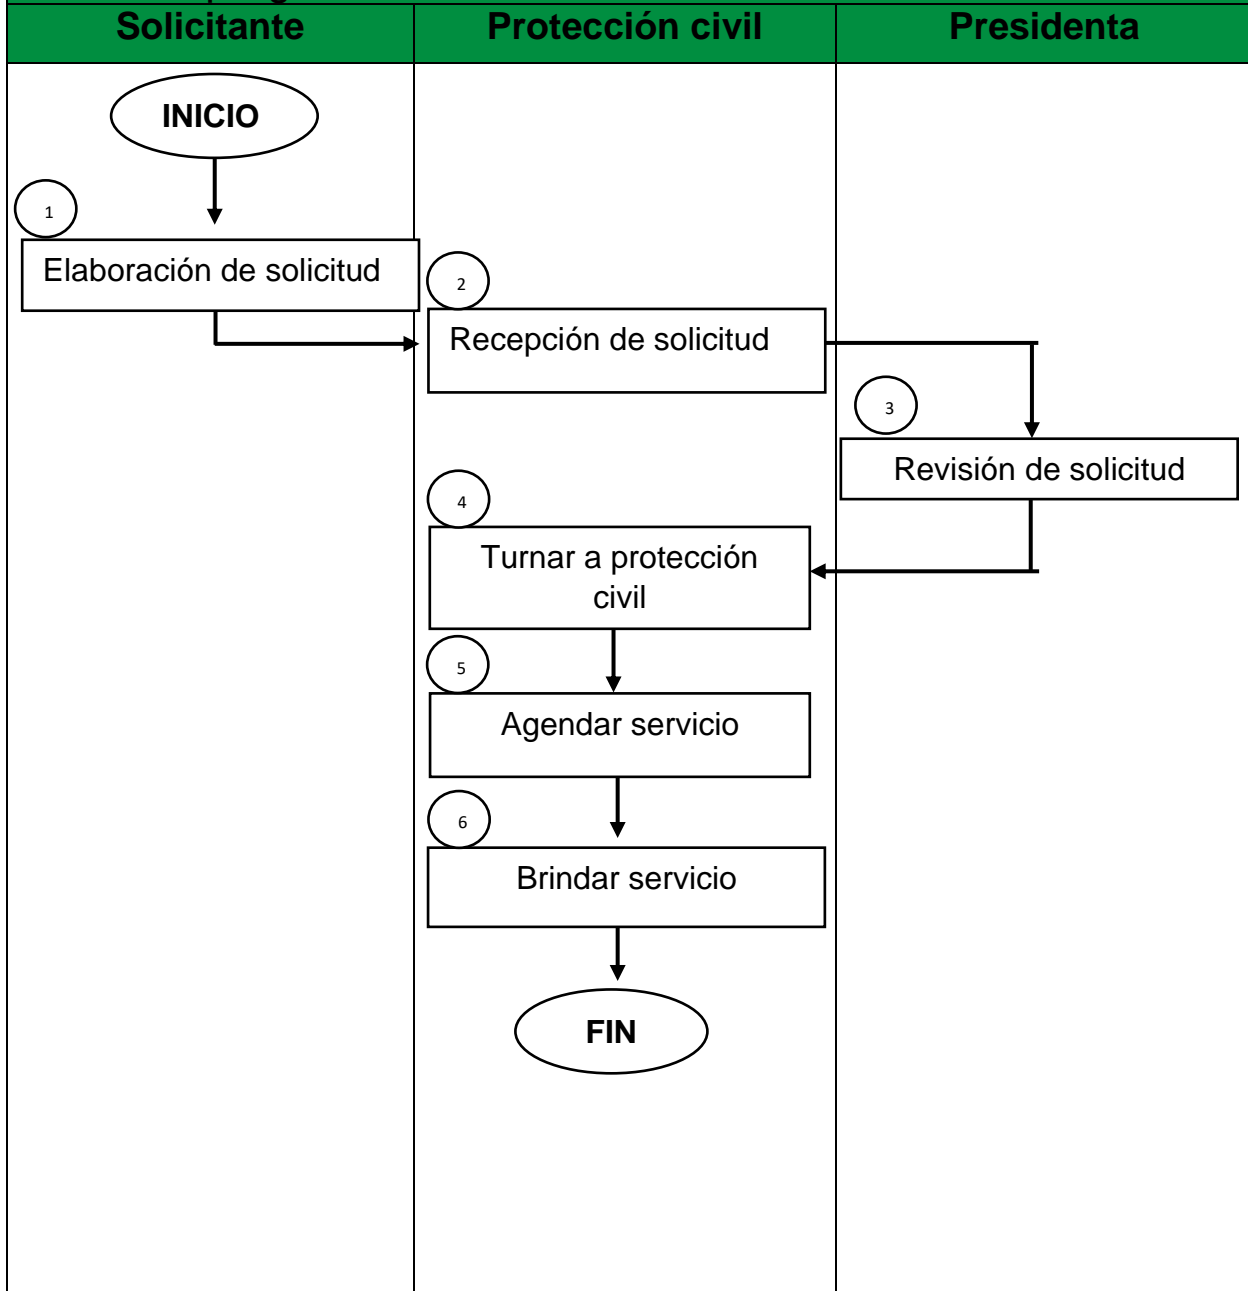 Solicitante
Protección civil
Presidenta
INICIO
1
Elaboración de solicitud
2
Recepción de solicitud
3
Revisión de solicitud
4
Turnar a protección
civil
5
Agendar servicio
6
Brindar servicio
FIN